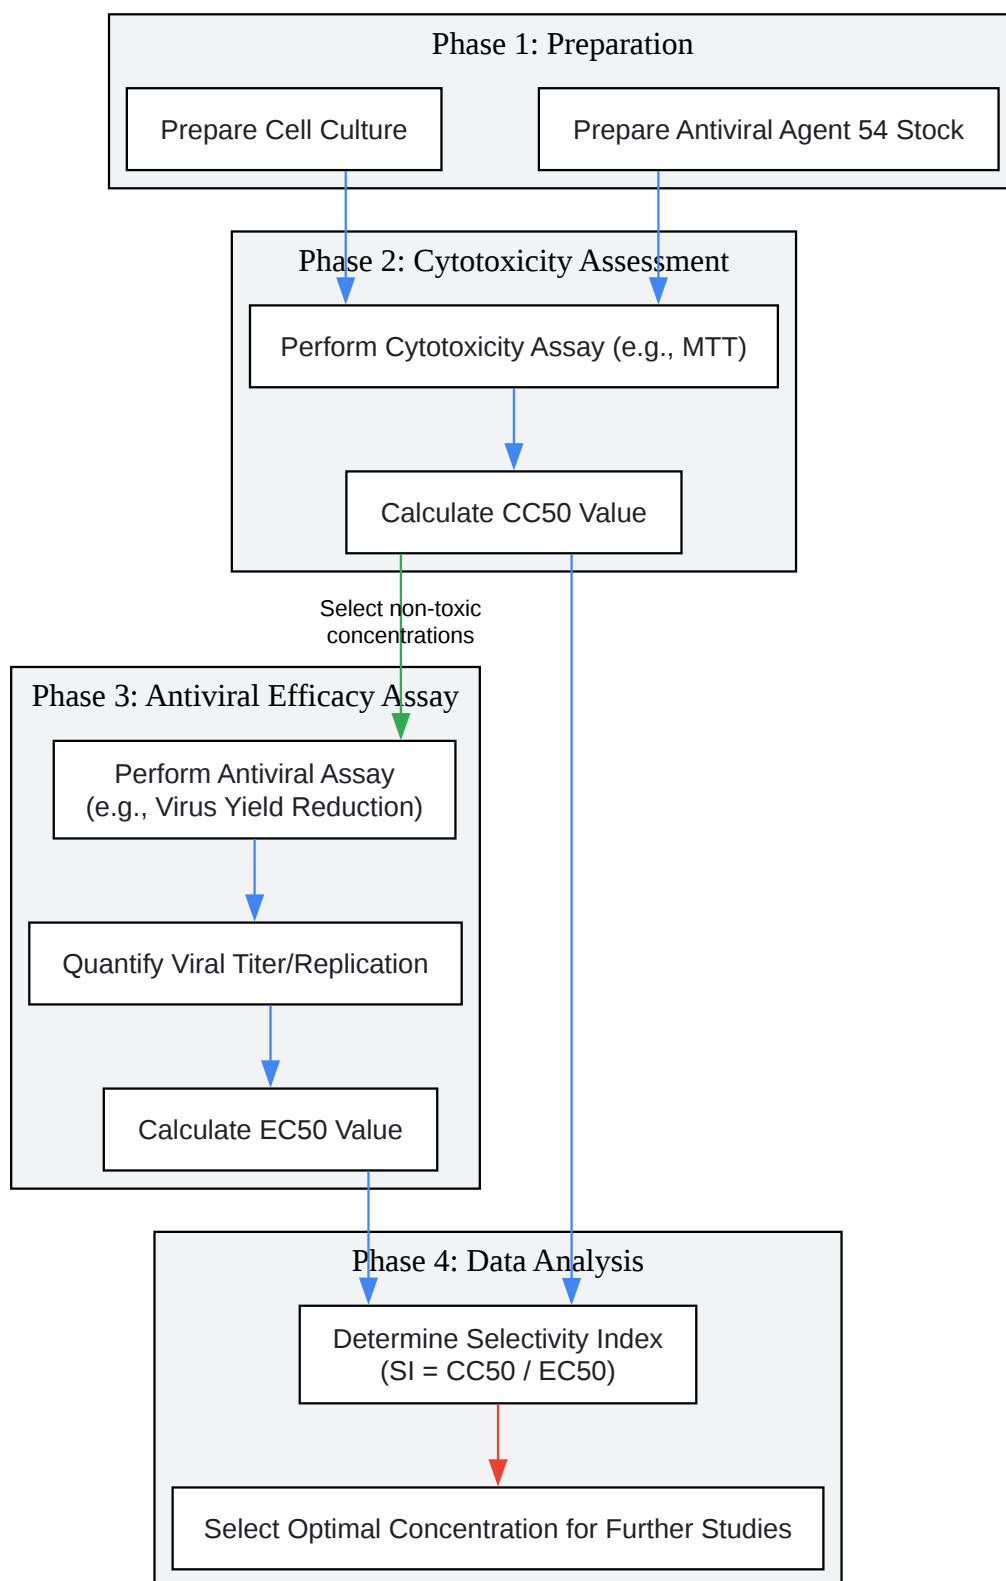 Phase 1: Preparation
Prepare Cell Culture
Prepare Antiviral Agent 54 Stock
Phase 2: Cytotoxicity Assessment
Perform Cytotoxicity Assay (e.g., MTT)
Calculate CC50 Value
Select non-toxic
concentrations
Phase 3: Antiviral Efficacy Assay
Perform Antiviral Assay
(e.g., Virus Yield Reduction)
Quantify Viral Titer/Replication
Calculate EC50 Value
Phase 4: Data Analysis
Determine Selectivity Index
(SI = CC50 / EC50)
Select Optimal Concentration for Further Studies